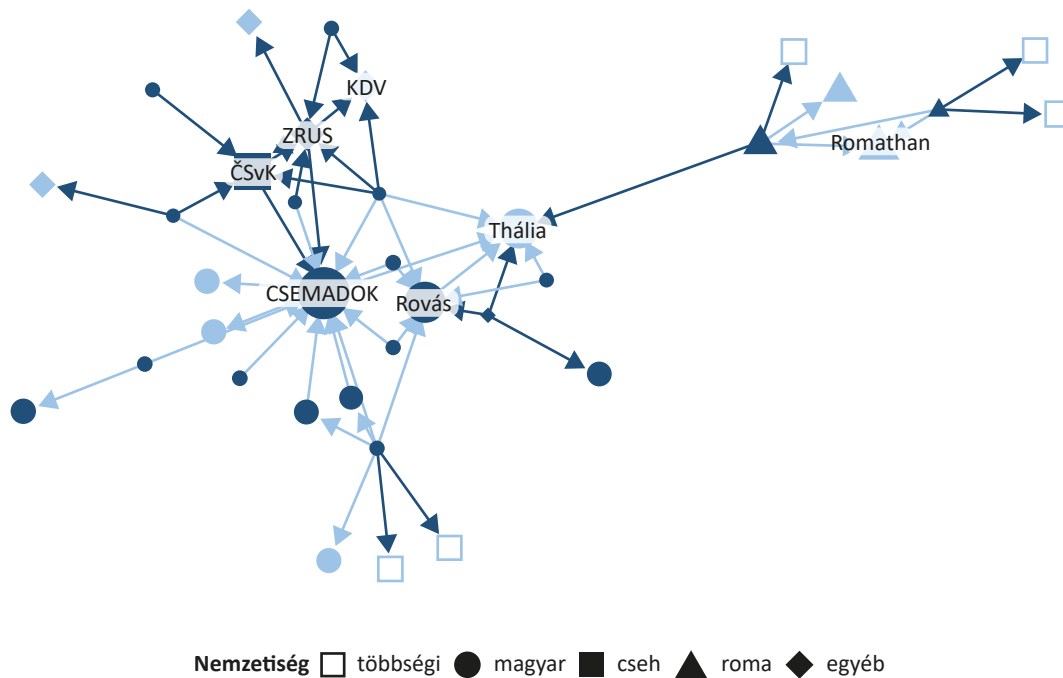 KDV
ZRUS
Romathan
ČSvK
Thália
CSEMADOK
Rovás
Nemzetiség többségi magyar cseh roma egyéb